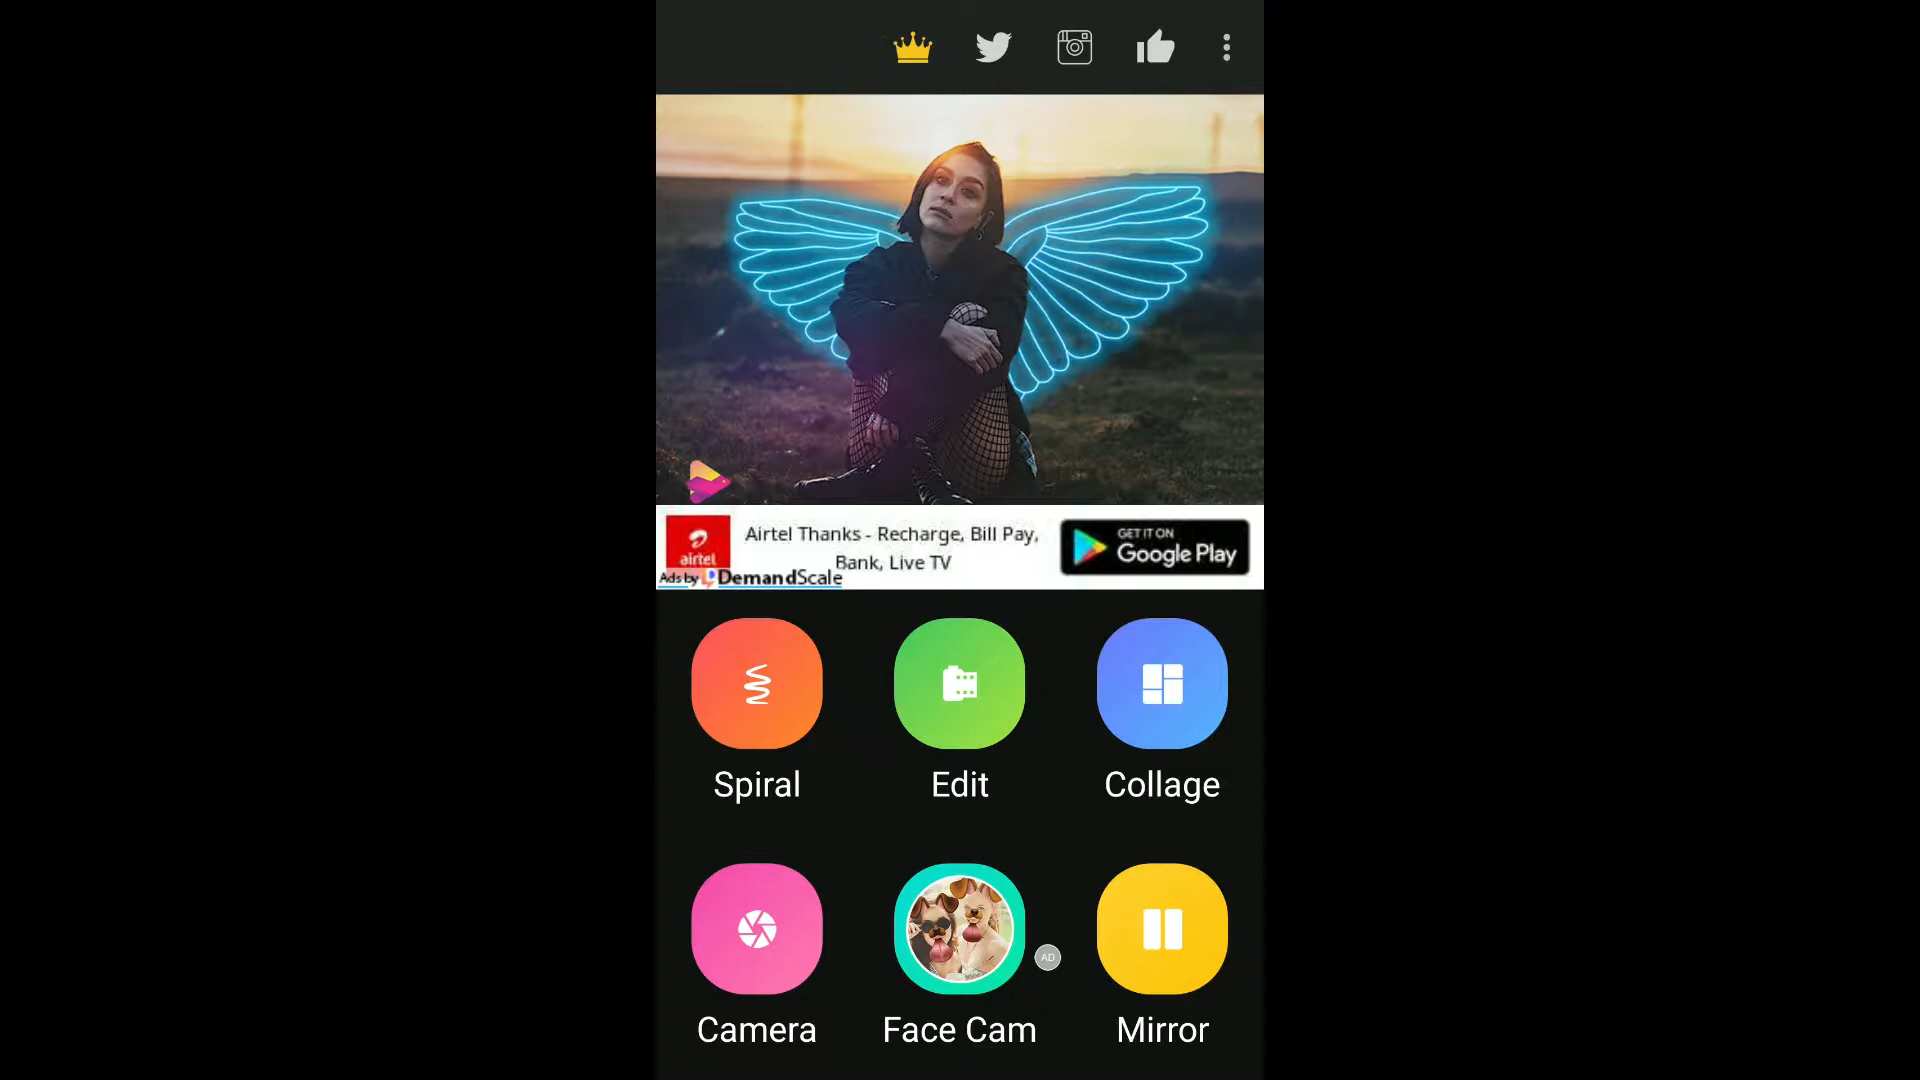 airtel
Airtel Thanks - Recharge, Bill Pay,
Bank, Live TV
GET IT ON
Google Play
Ads by DemandScale
Spiral
Edit
Collage
AD
Camera
Face Cam
Mirror